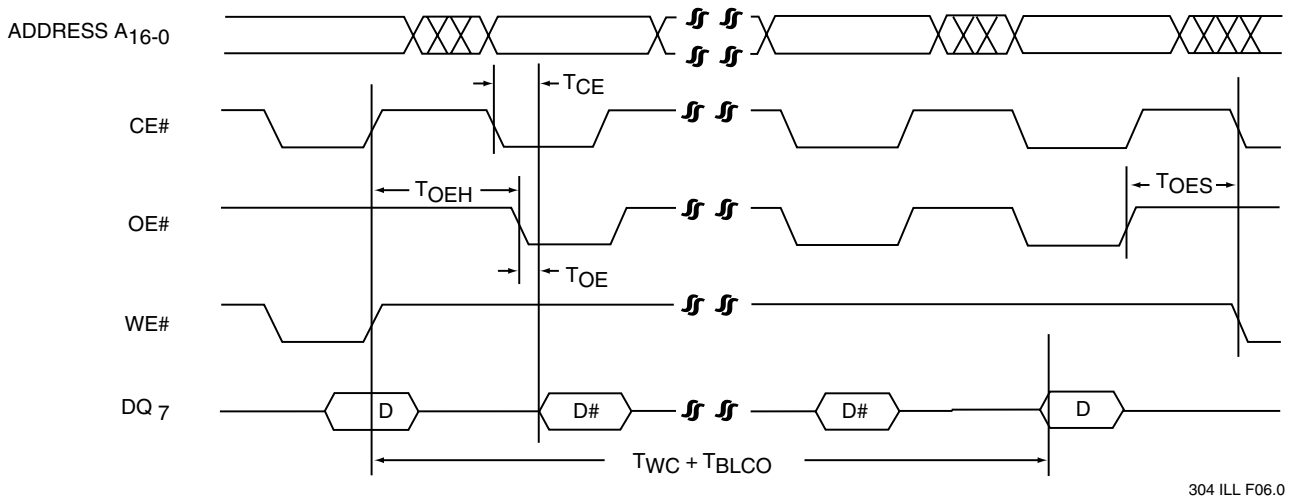 ADDRESS A16-0
TCE
CE#
TOEH
TOES
OE#
TOE
WE#
DQ 7
D
D#
D#
D
TWC + TBLCO
304 ILL F06.0